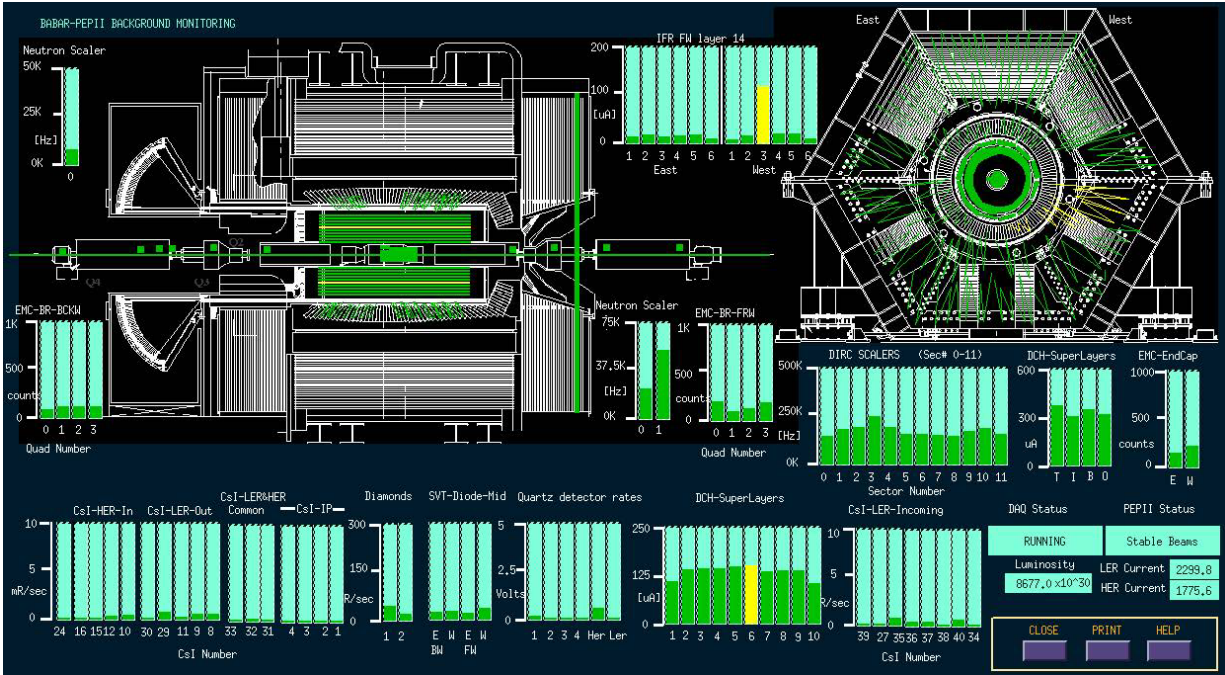 BABAR-PEPII BACKGROUND MONITORING
Neutron Scaler
50K
25K
[Hz]
0K
0
Q2
Q4 Q3
IFR FW layer 14
200
100
[uA]
0
1 2 3 4 5 6 1 2 3 4 5 6
East West
East West
EMC-BR-BCKW
1K
500
counts
0
0 1 2 3
Quad Number
Neutron Scaler
75K
37.5K
[Hz]
0K
0 1
EMC-BR-FRW
1K
500
counts
0
0 1 2 3
Quad Number
DIRC SCALERS (Sec# 0-11)
500K
250K
[Hz]
0K
0 1 2 3 4 5 6 7 8 9 10 11
Sector Number
DCH-SuperLayers
600
300
uA
0
T I B O
EMC-EndCap
1000
500
counts
0
E W
CsI-HER-In CsI-LER-Out
CsI-LER&HER
Common
CsI-IP
10
5
mR/sec
0
24 16 15 12 10 30 29 11 9 8 33 32 31 4 3 2 1
CsI Number
Diamonds
300
150
R/sec
0
1 2
SVT-Diode-Mid
E W E W
BW FW
Quartz detector rates
5
2.5
Volts
0
1 2 3 4 Her Ler
DCH-SuperLayers
250
125
[uA]
0
1 2 3 4 5 6 7 8 9 10
CsI-LER-Incoming
10
5
R/sec
0
39 27 35 36 37 38 40 34
CsI Number
DAQ Status PEPII Status
RUNNING Stable Beams
Luminosity
8677.0 x10^30
LER Current 2299.8
HER Current 1775.6
CLOSE PRINT HELP